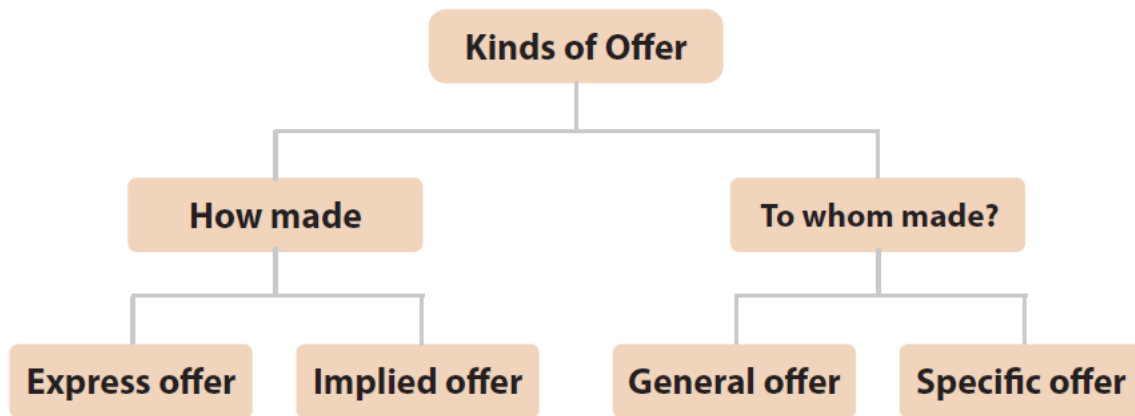 Kinds of Offer
How made
To whom made?
Express offer
Implied offer
General offer
Specific offer